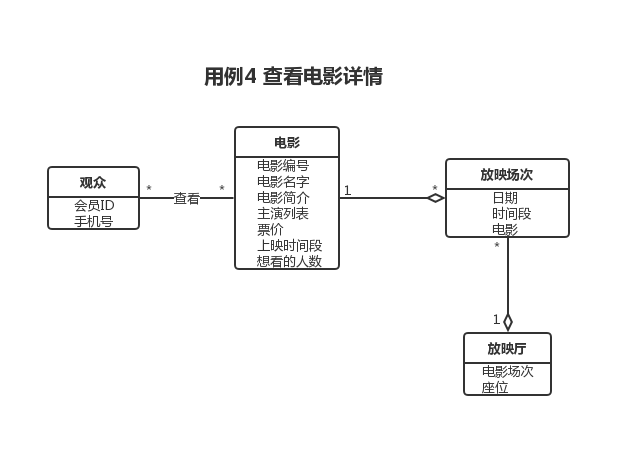 用例4 查看电影详情
观众
会员ID
手机号
*
查看
*
电影
电影编号
电影名字
电影简介
主演列表
票价
上映时间段
想看的人数
1
*
放映场次
日期
时间段
电影
*
1
放映厅
电影场次
座位